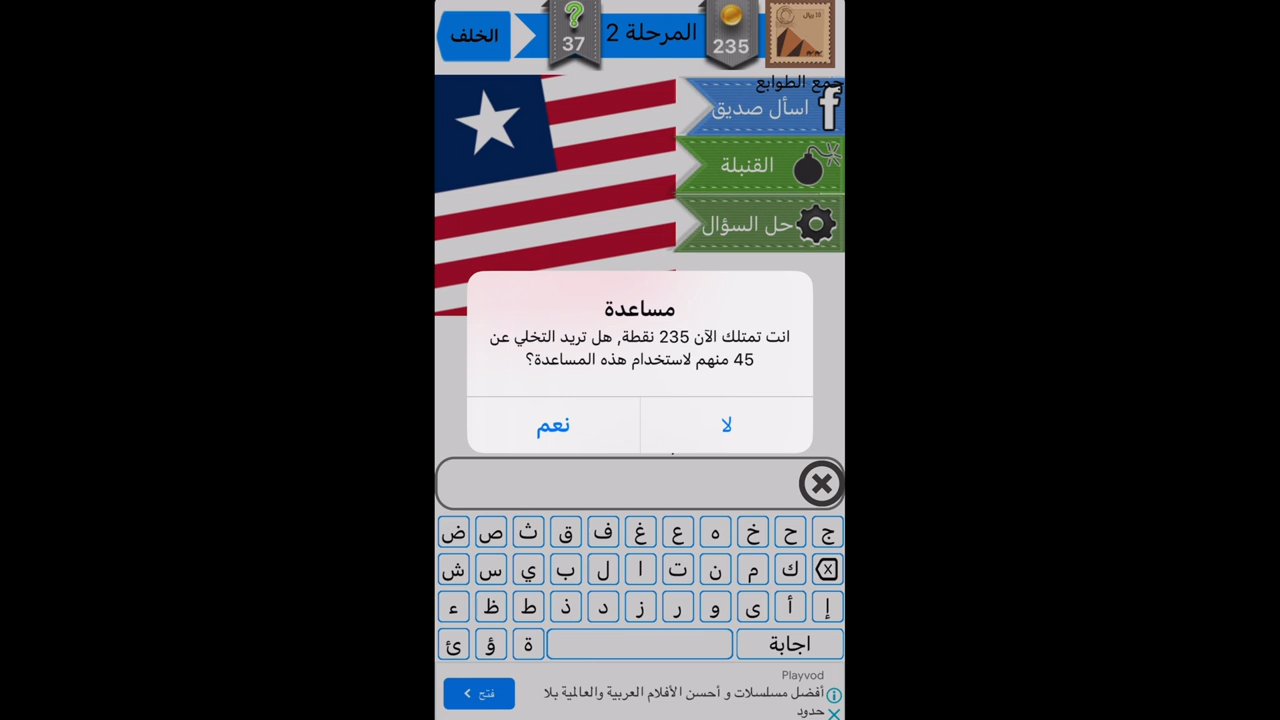 10 ريال
235
المرحلة 2
37
الخلف
جمع الطوابع
اسأل صديق
القنبلة
حل السؤال
مساعدة
انت تمتلك الآن 235 نقطة, هل تريد التخلي عن
45 منهم لاستخدام هذه المساعدة؟
لا
نعم
ج ح خ ه ع غ ف ق ث ص ض
ك م ن ت ا ل ب ي س ش
إ أ ى و ر ز د ذ ط ظ ء
اجابة ة ؤ ئ
Playvod
أفضل مسلسلات و أحسن الأفلام العربية والعالمية بلا
حدود
فتح